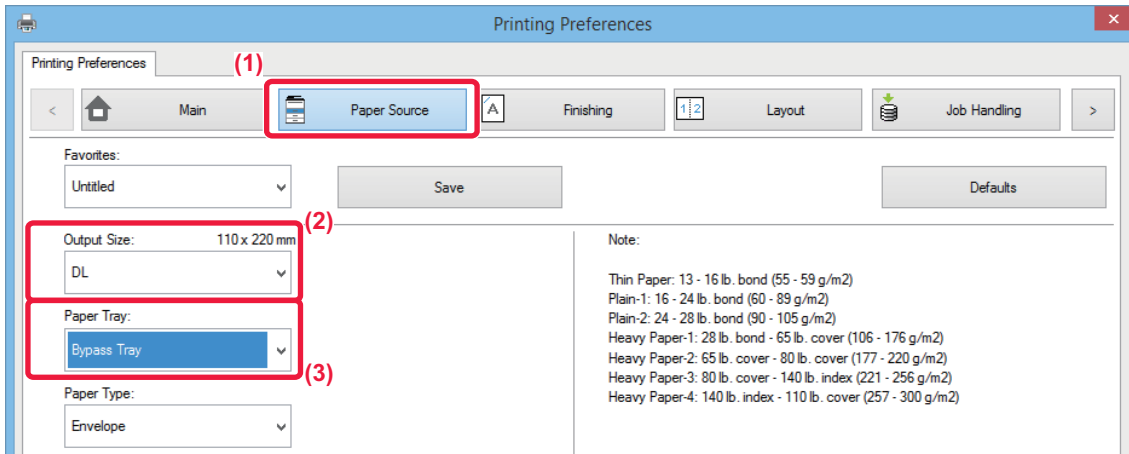 Printing Preferences
×
Printing Preferences
(1)
<
Main
Paper Source
A
Finishing
1 2
Layout
Job Handling
>
Favorites:
Untitled
Save
Defaults
(2)
Output Size: 110 x 220 mm
DL
Paper Tray:
Bypass Tray
(3)
Paper Type:
Envelope
Note:
Thin Paper: 13 - 16 lb. bond (55 - 59 g/m2)
Plain-1: 16 - 24 lb. bond (60 - 89 g/m2)
Plain-2: 24 - 28 lb. bond (90 - 105 g/m2)
Heavy Paper-1: 28 lb. bond - 65 lb. cover (106 - 176 g/m2)
Heavy Paper-2: 65 lb. cover - 80 lb. cover (177 - 220 g/m2)
Heavy Paper-3: 80 lb. cover - 140 lb. index (221 - 256 g/m2)
Heavy Paper-4: 140 lb. index - 110 lb. cover (257 - 300 g/m2)